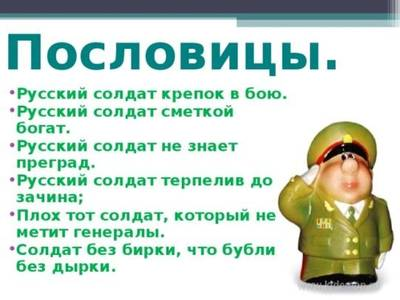 Пословицы.
Русский солдат крепок в бою.
Русский солдат сметкой
богат.
Русский солдат не знает
преград.
Русский солдат терпелив до
зачина;
Плох тот солдат, который не
метит генералы.
Солдат без бирки, что бубли
без дырки.